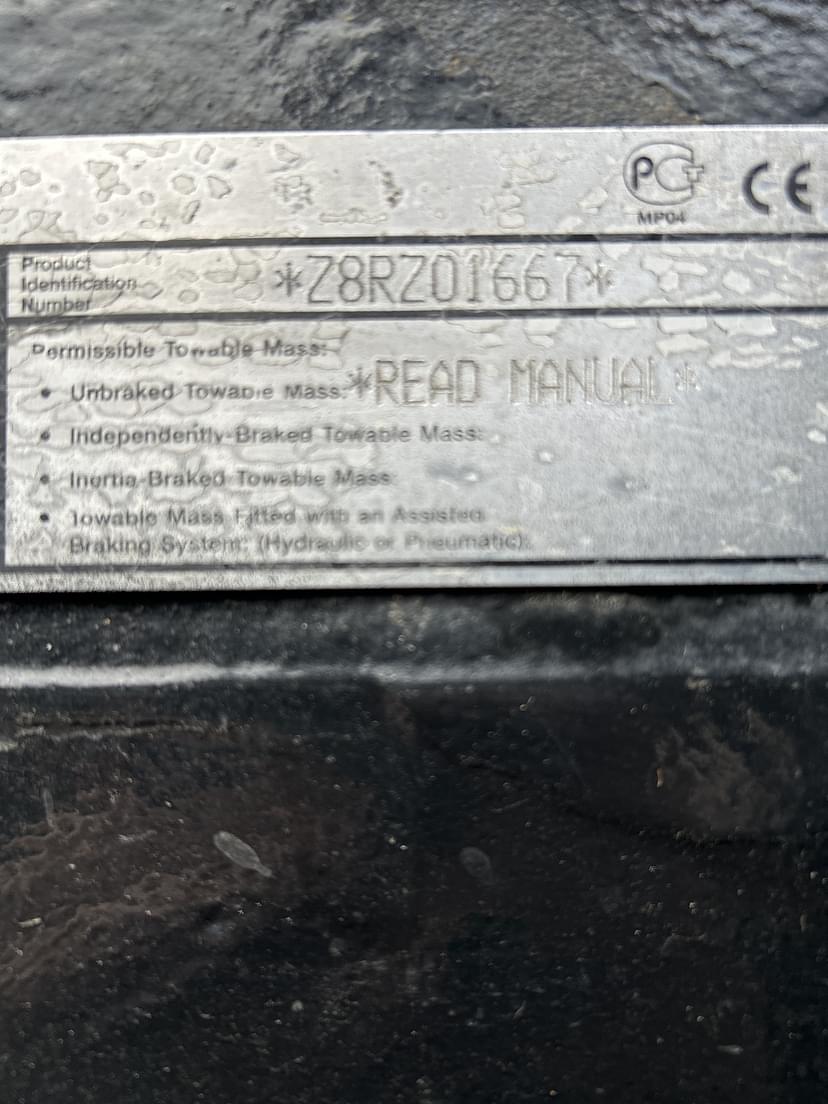 PCT CE
MP04
Product
Identification
Number
*Z8RZ01667*
Permissible Towable Mass:
• Unbraked Towable Mass: *READ MANUAL*
• Independently-Braked Towable Mass:
• Inertia-Braked Towable Mass:
• Towable Mass Fitted with an Assisted
Braking System: (Hydraulic or Pneumatic):